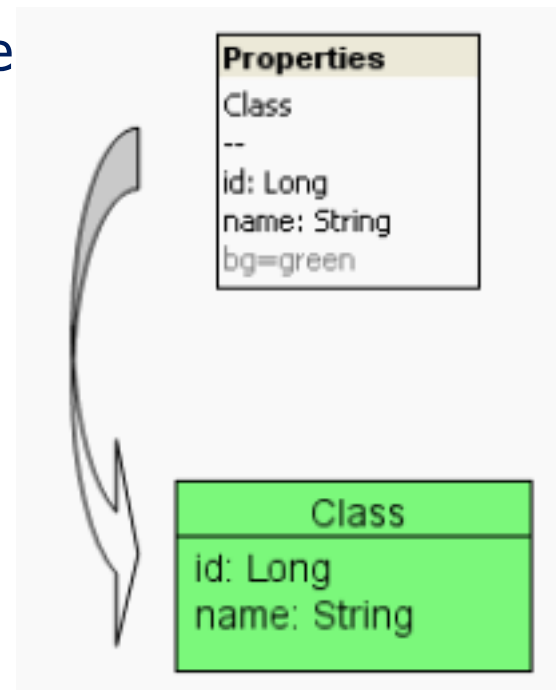 e
Properties
Class
--
id: Long
name: String
bg=green
Class
id: Long
name: String